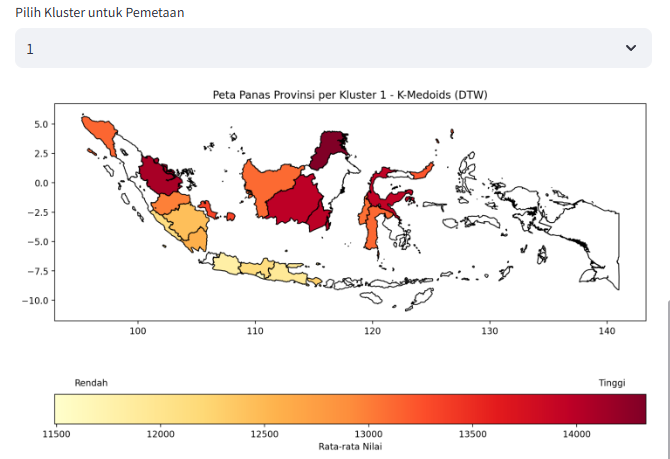 Pilih Kluster untuk Pemetaan
1
Peta Panas Provinsi per Kluster 1 - K-Medoids (DTW)
5.0
2.5
0.0
−2.5
−5.0
−7.5
−10.0
100 110 120 130 140
Rendah Tinggi
11500 12000 12500 13000 13500 14000
Rata-rata Nilai